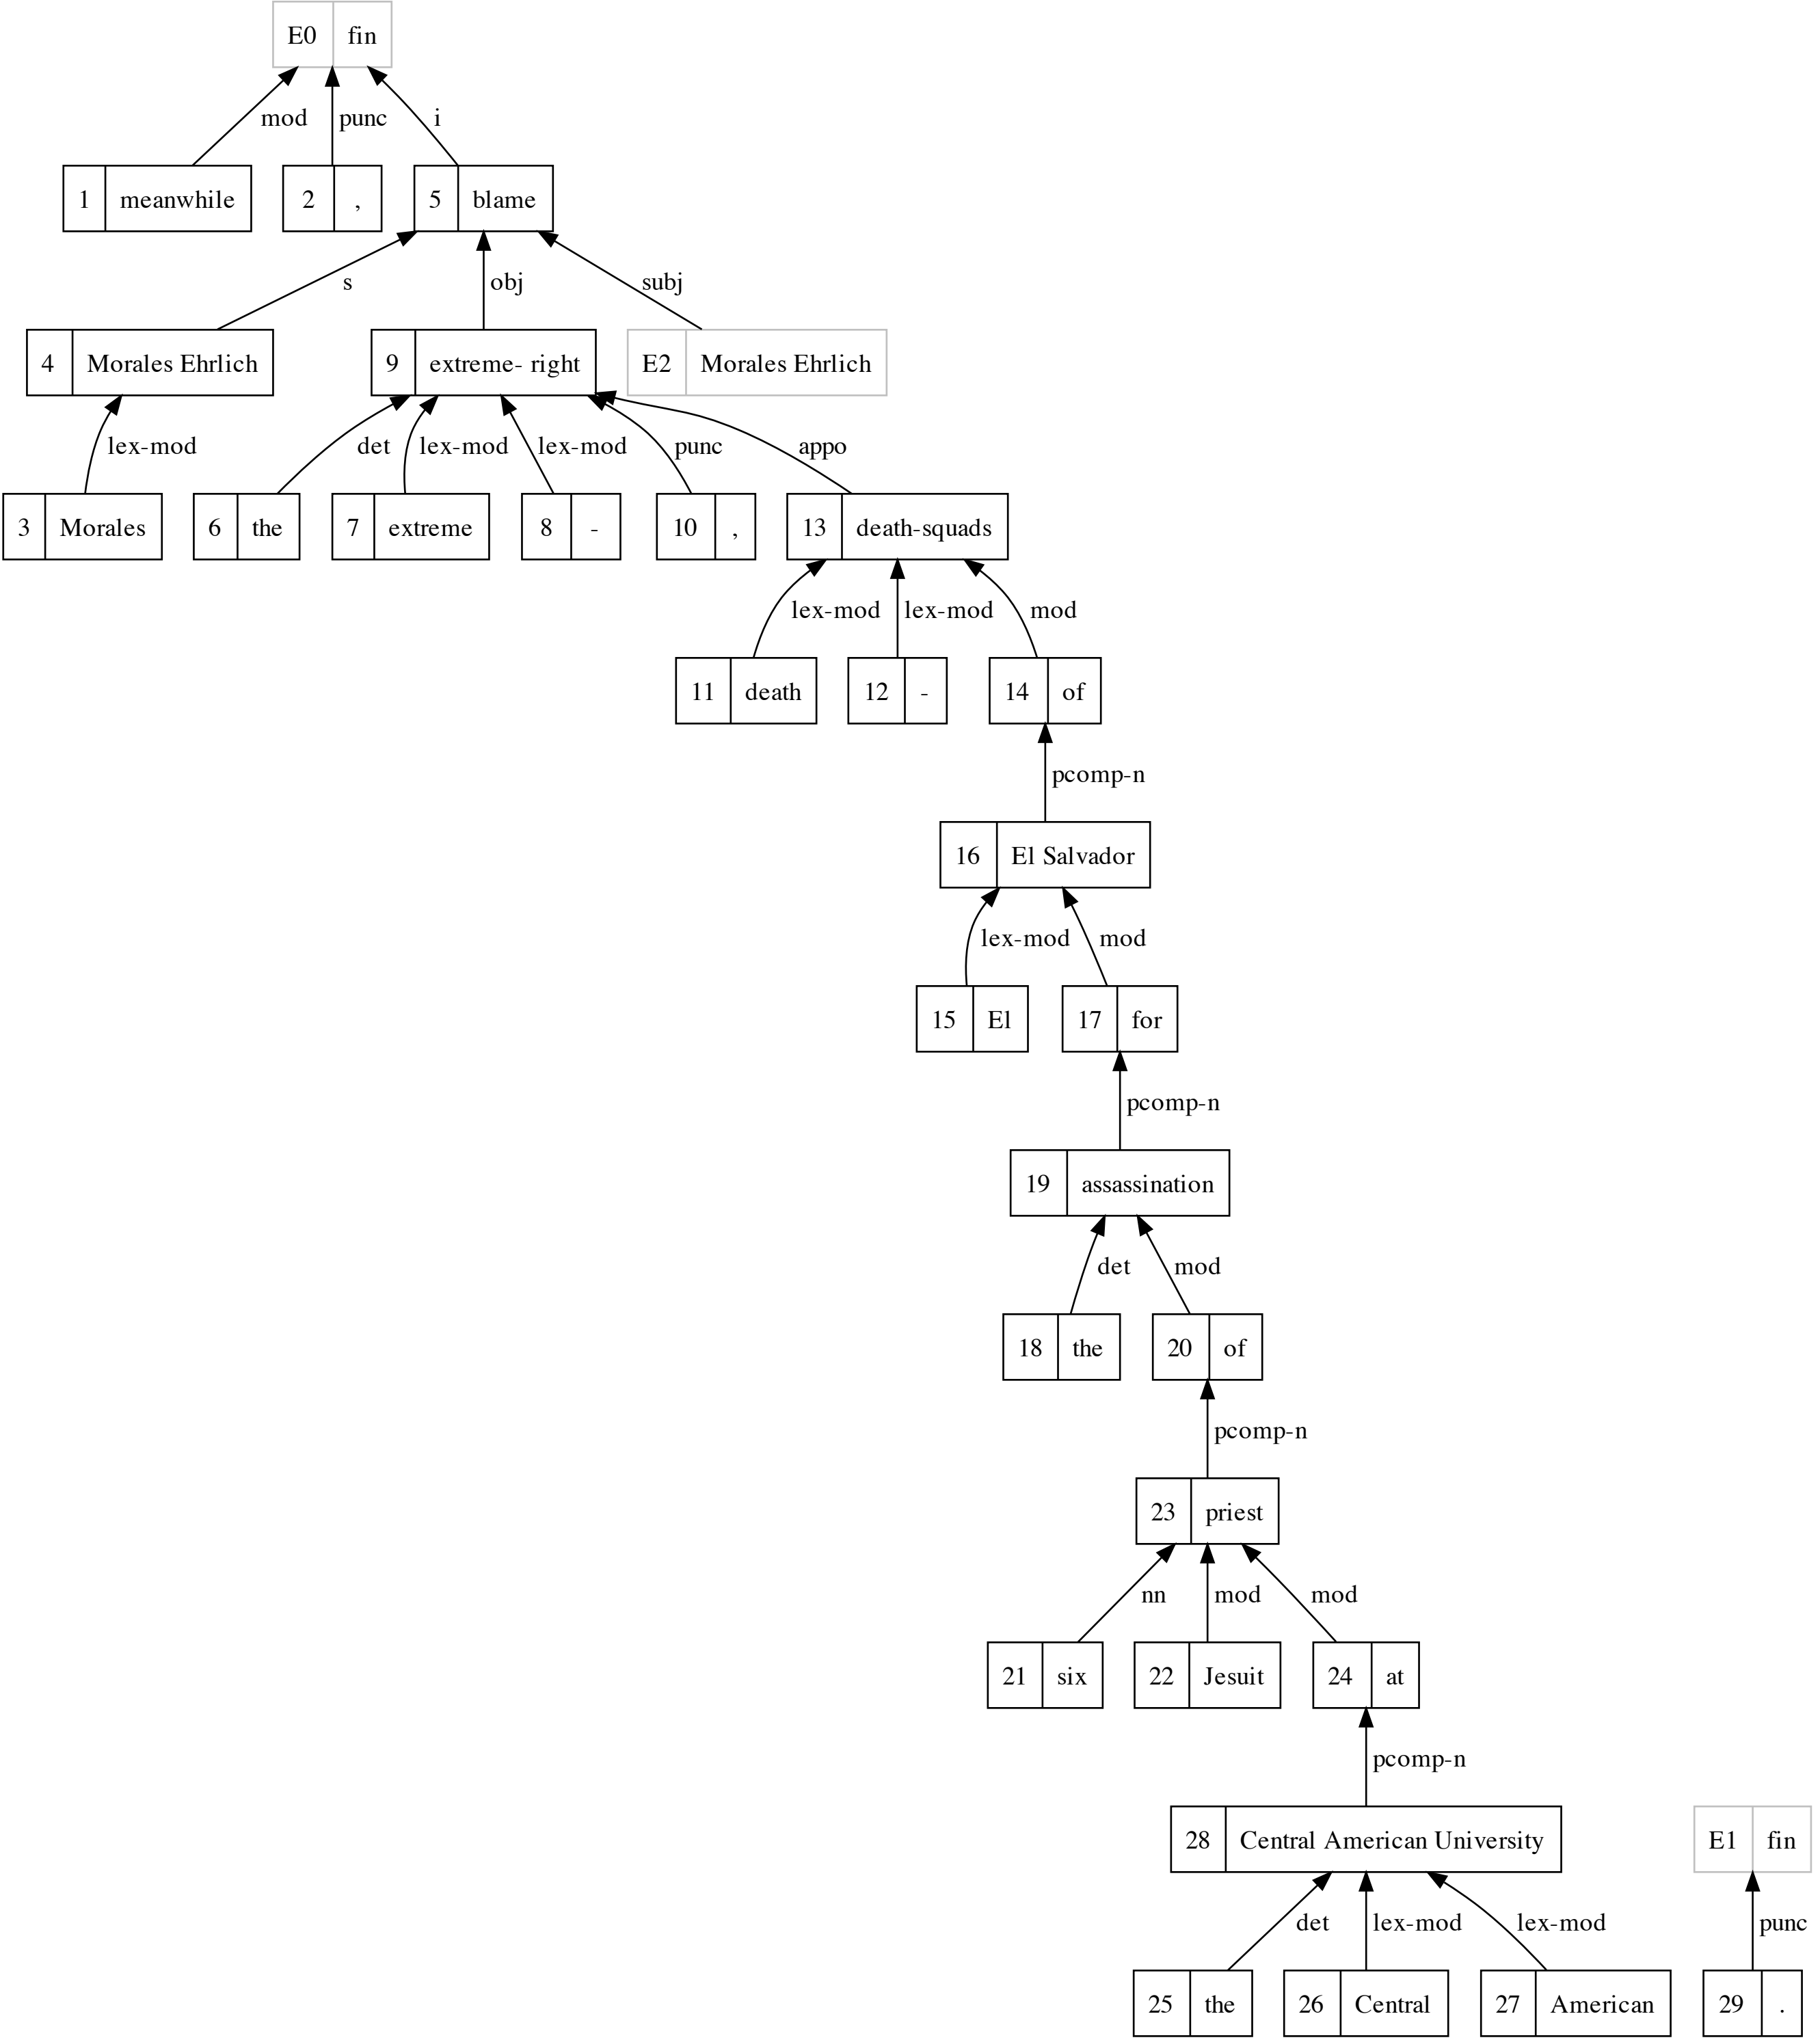 E0 fin
mod punc i
1 meanwhile 2 , 5 blame
s obj subj
4 Morales Ehrlich 9 extreme- right E2 Morales Ehrlich
lex-mod det lex-mod lex-mod punc appo
3 Morales 6 the 7 extreme 8 - 10 , 13 death-squads
lex-mod lex-mod mod
11 death 12 - 14 of
pcomp-n
16 El Salvador
lex-mod mod
15 El 17 for
pcomp-n
19 assassination
det mod
18 the 20 of
pcomp-n
23 priest
nn mod mod
21 six 22 Jesuit 24 at
pcomp-n
28 Central American University E1 fin
det lex-mod lex-mod punc
25 the 26 Central 27 American 29 .